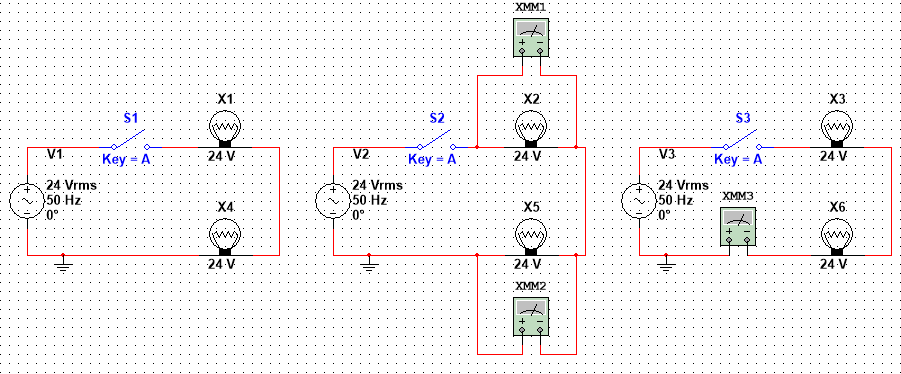 XMM1
X1
X2
X3
S1
S2
S3
Key = A
Key = A
Key = A
24 V
24 V
24 V
V1
V2
V3
24 Vrms
50 Hz
0°
24 Vrms
50 Hz
0°
24 Vrms
50 Hz
0°
XMM3
X4
X5
X6
24 V
24 V
24 V
XMM2